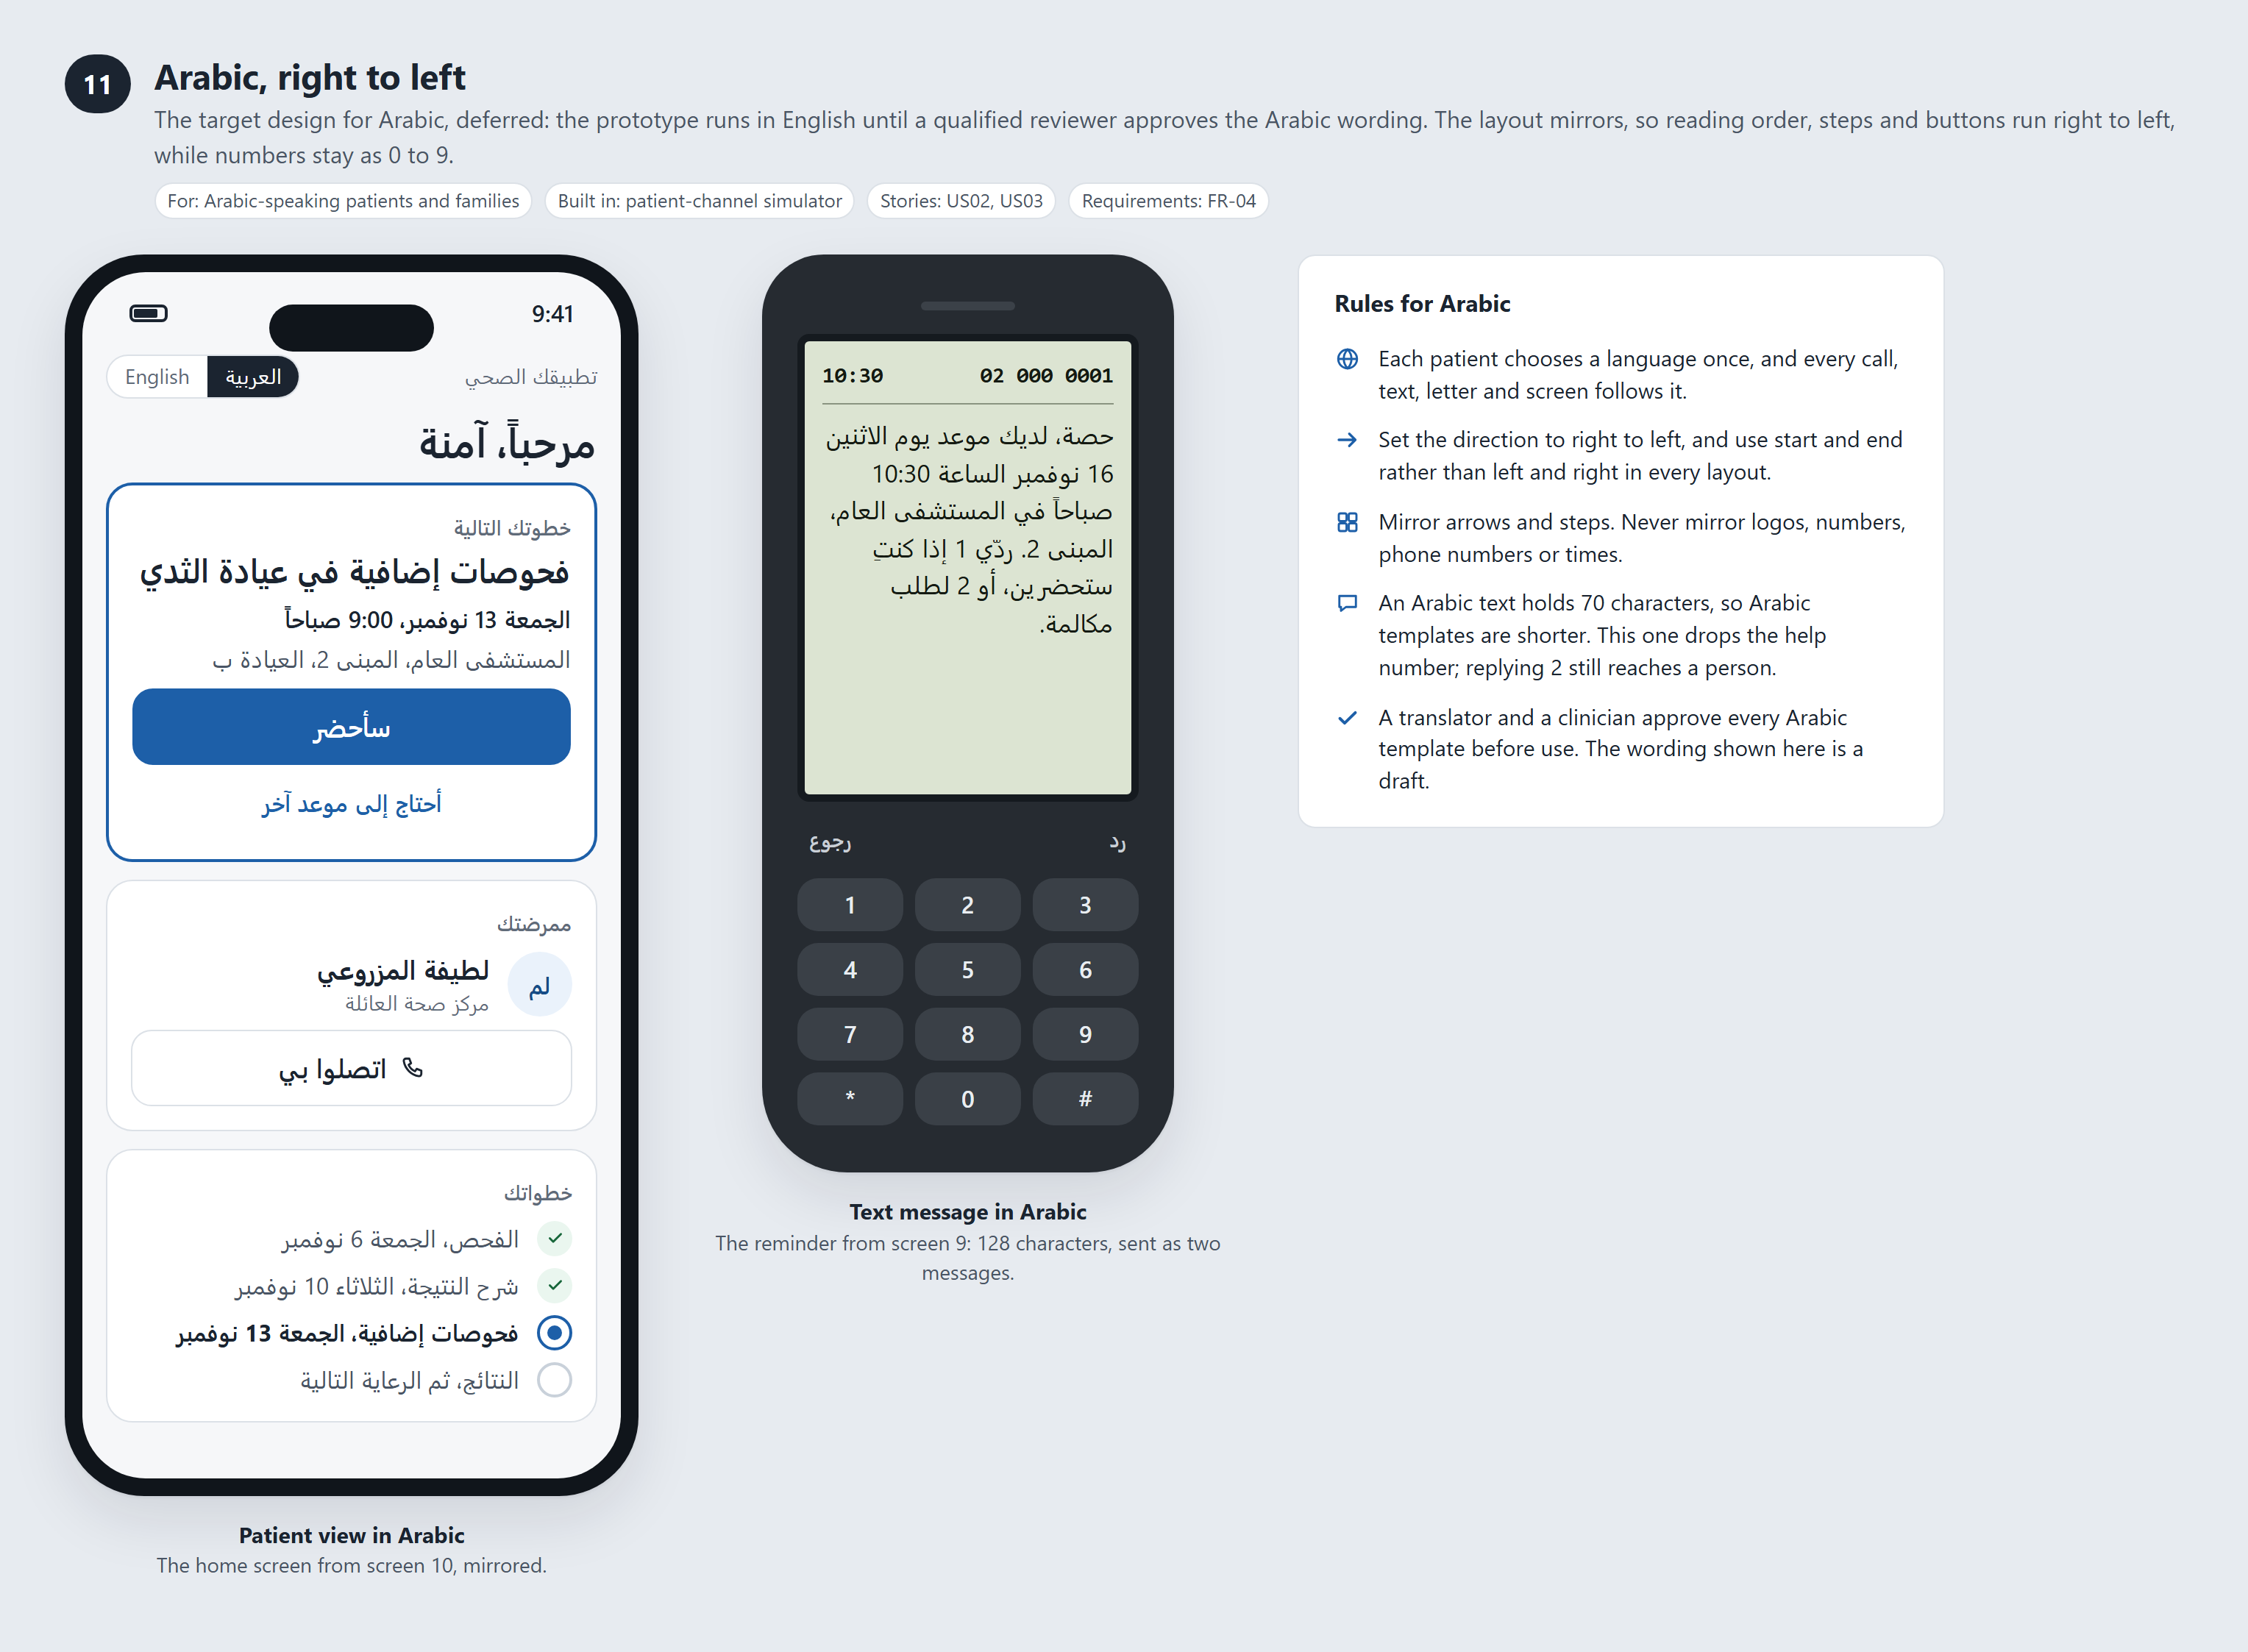 11
Arabic, right to left
The target design for Arabic, deferred: the prototype runs in English until a qualified reviewer approves the Arabic wording. The layout mirrors, so reading order, steps and buttons run right to left,
while numbers stay as 0 to 9.
For: Arabic-speaking patients and families
Built in: patient-channel simulator
Stories: US02, US03
Requirements: FR-04
9:41
تطبيقك الصحي
العربية
English
مرحباً، آمنة
خطوتك التالية
فحوصات إضافية في عيادة الثدي
الجمعة 13 نوفمبر، 9:00 صباحاً
المستشفى العام، المبنى 2، العيادة ب
سأحضر
أحتاج إلى موعد آخر
ممرضتك
لم
لطيفة المزروعي
مركز صحة العائلة
اتصلوا بي
خطواتك
الفحص، الجمعة 6 نوفمبر
شرح النتيجة، الثلاثاء 10 نوفمبر
فحوصات إضافية، الجمعة 13 نوفمبر
النتائج، ثم الرعاية التالية
Patient view in Arabic
The home screen from screen 10, mirrored.
10:30
02 000 0001
حصة، لديك موعد يوم الاثنين
16 نوفمبر الساعة 10:30
صباحاً في المستشفى العام،
المبنى 2. ردّي 1 إذا كنتِ
ستحضرين، أو 2 لطلب
مكالمة.
رد
رجوع
1
2
3
4
5
6
7
8
9
*
0
#
Text message in Arabic
The reminder from screen 9: 128 characters, sent as two
messages.
Rules for Arabic
Each patient chooses a language once, and every call,
text, letter and screen follows it.
Set the direction to right to left, and use start and end
rather than left and right in every layout.
Mirror arrows and steps. Never mirror logos, numbers,
phone numbers or times.
An Arabic text holds 70 characters, so Arabic
templates are shorter. This one drops the help
number; replying 2 still reaches a person.
A translator and a clinician approve every Arabic
template before use. The wording shown here is a
draft.